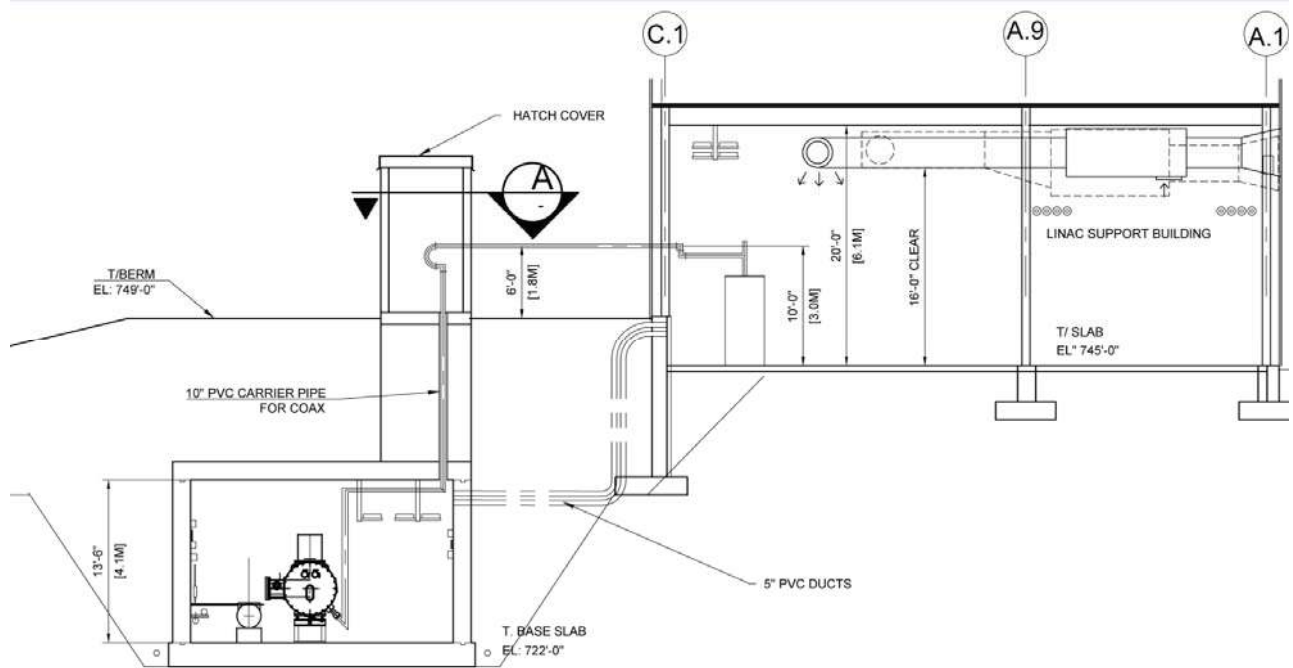 C.1
A.9
A.1
HATCH COVER
A
-
LINAC SUPPORT BUILDING
20'-0"
[6.1M]
16'-0" CLEAR
T/BERM
EL: 749'-0"
6'-0"
[1.8M]
10'-0"
[3.0M]
T/ SLAB
EL" 745'-0"
10" PVC CARRIER PIPE
FOR COAX
13'-6"
[4.1M]
5" PVC DUCTS
T. BASE SLAB
EL: 722'-0"